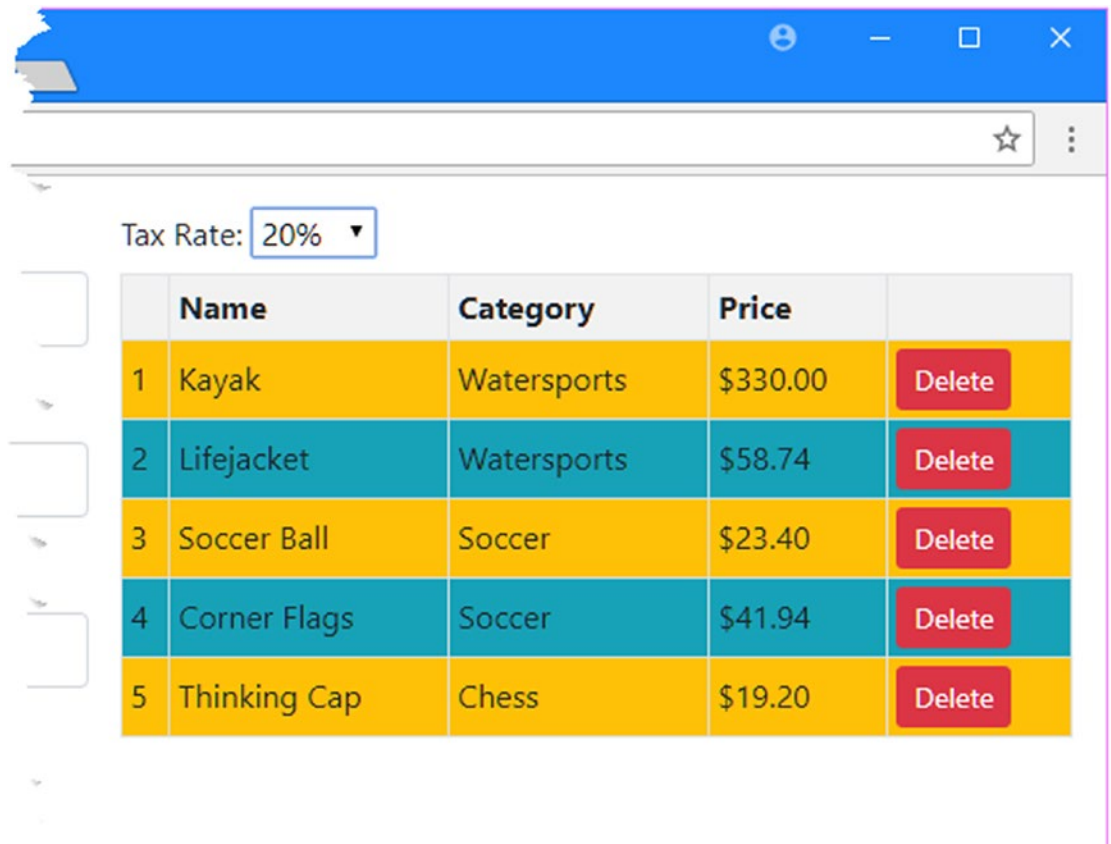 Tax Rate: 20%
Name Category Price
1 Kayak Watersports $330.00 Delete
2 Lifejacket Watersports $58.74 Delete
3 Soccer Ball Soccer $23.40 Delete
4 Corner Flags Soccer $41.94 Delete
5 Thinking Cap Chess $19.20 Delete